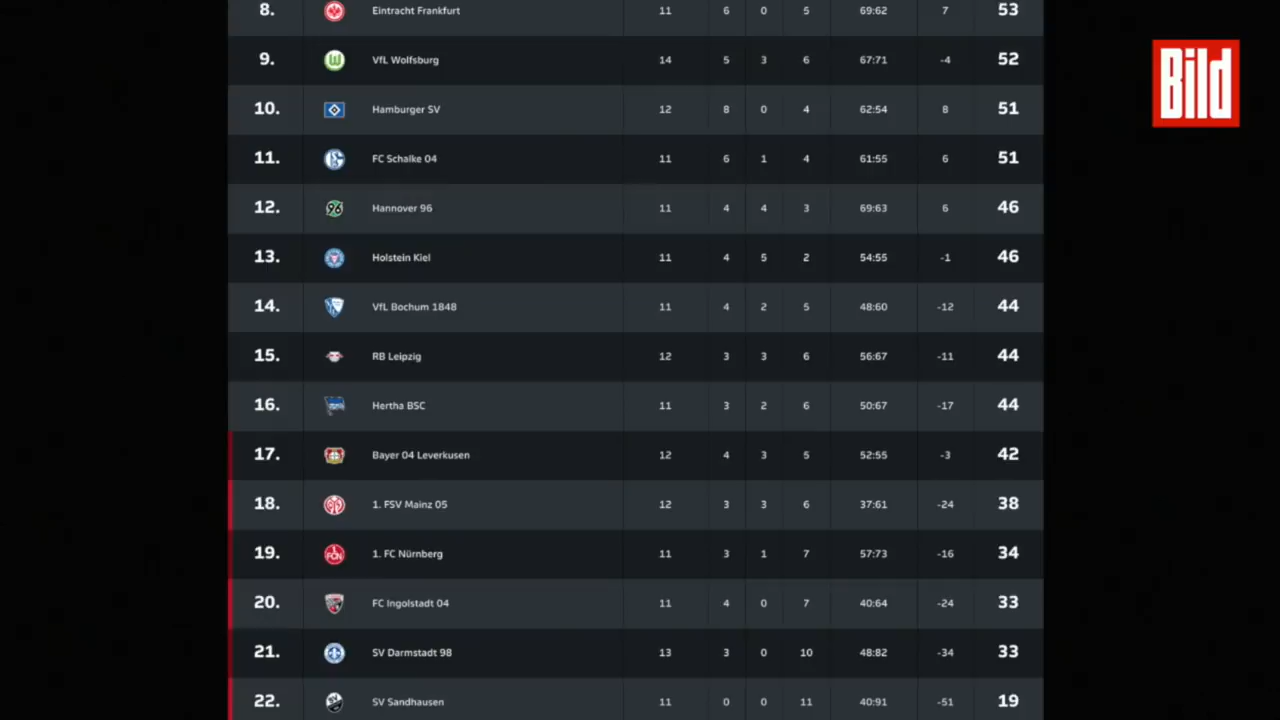 8. Eintracht Frankfurt 11 6 0 5 69:62 7 53
9. VfL Wolfsburg 14 5 3 6 67:71 -4 52
10. Hamburger SV 12 8 0 4 62:54 8 51
11. FC Schalke 04 11 6 1 4 61:55 6 51
12. Hannover 96 11 4 4 3 69:63 6 46
13. Holstein Kiel 11 4 5 2 54:55 -1 46
14. VfL Bochum 1848 11 4 2 5 48:60 -12 44
15. RB Leipzig 12 3 3 6 56:67 -11 44
16. Hertha BSC 11 3 2 6 50:67 -17 44
17. Bayer 04 Leverkusen 12 4 3 5 52:55 -3 42
18. 1. FSV Mainz 05 12 3 3 6 37:61 -24 38
19. 1. FC Nürnberg 11 3 1 7 57:73 -16 34
20. FC Ingolstadt 04 11 4 0 7 40:64 -24 33
21. SV Darmstadt 98 13 3 0 10 48:82 -34 33
22. SV Sandhausen 11 0 0 11 40:91 -51 19
Bild